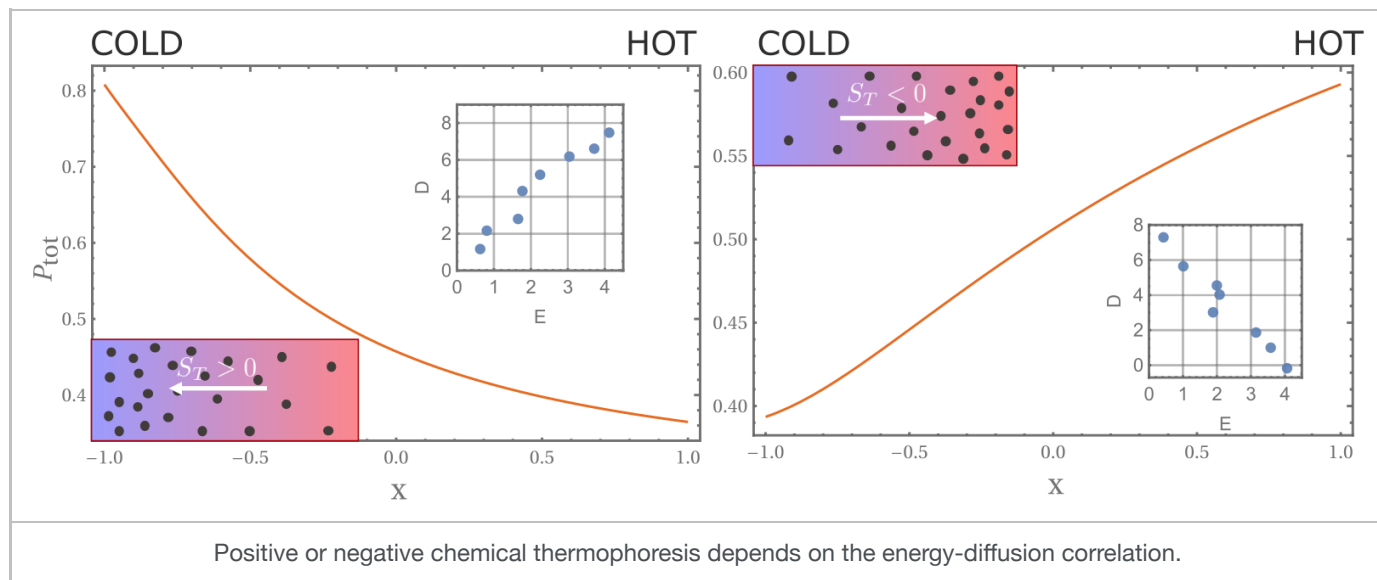 COLD HOT
0.8
0.7
0.6
0.5
0.4
P_tot
8
6
4
2
0
D
0 1 2 3 4
E
S_T > 0
−1.0 −0.5 0.0 0.5 1.0
x
COLD HOT
0.60
0.55
0.50
0.45
0.40
S_T < 0
8
6
4
2
0
D
0 1 2 3 4
E
−1.0 −0.5 0.0 0.5 1.0
x
Positive or negative chemical thermophoresis depends on the energy-diffusion correlation.